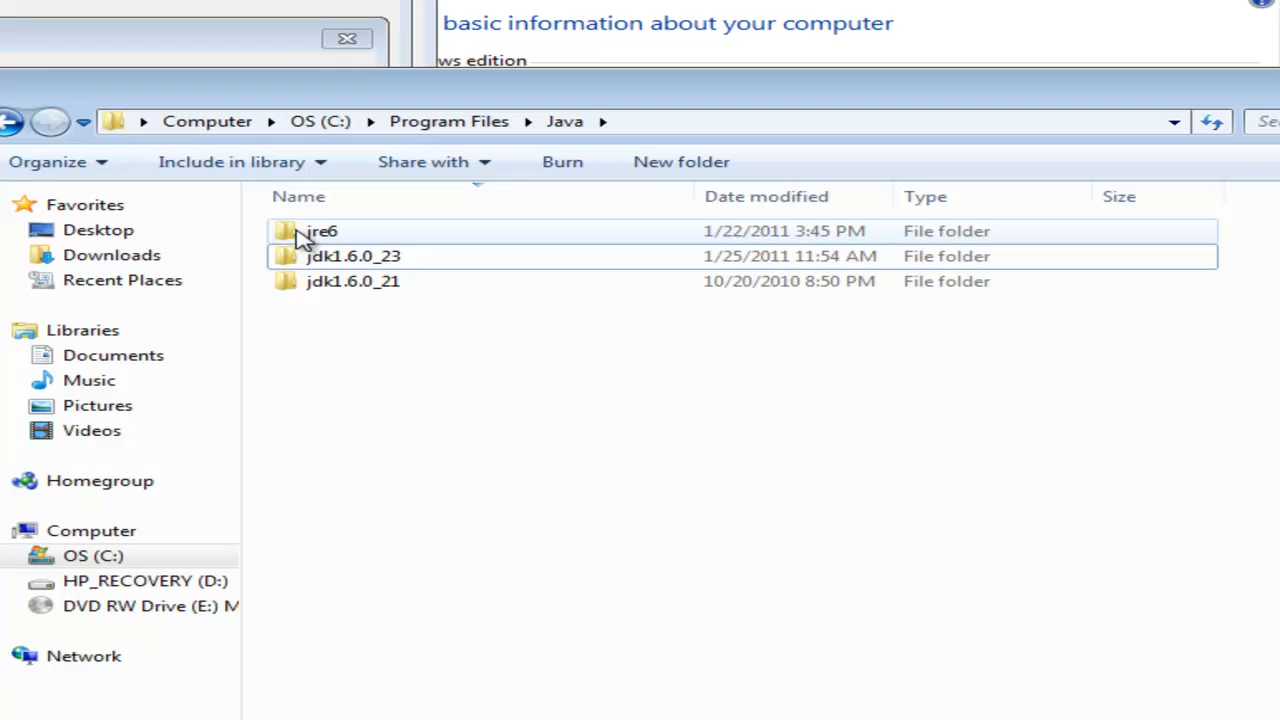 basic information about your computer
ws edition
Computer OS (C:) Program Files Java
Organize Include in library Share with Burn New folder
Name Date modified Type Size
Favorites
Desktop
Downloads
Recent Places
Libraries
Documents
Music
Pictures
Videos
Homegroup
Computer
OS (C:)
HP_RECOVERY (D:)
DVD RW Drive (E:) M
Network
jre6 1/22/2011 3:45 PM File folder
jdk1.6.0_23 1/25/2011 11:54 AM File folder
jdk1.6.0_21 10/20/2010 8:50 PM File folder